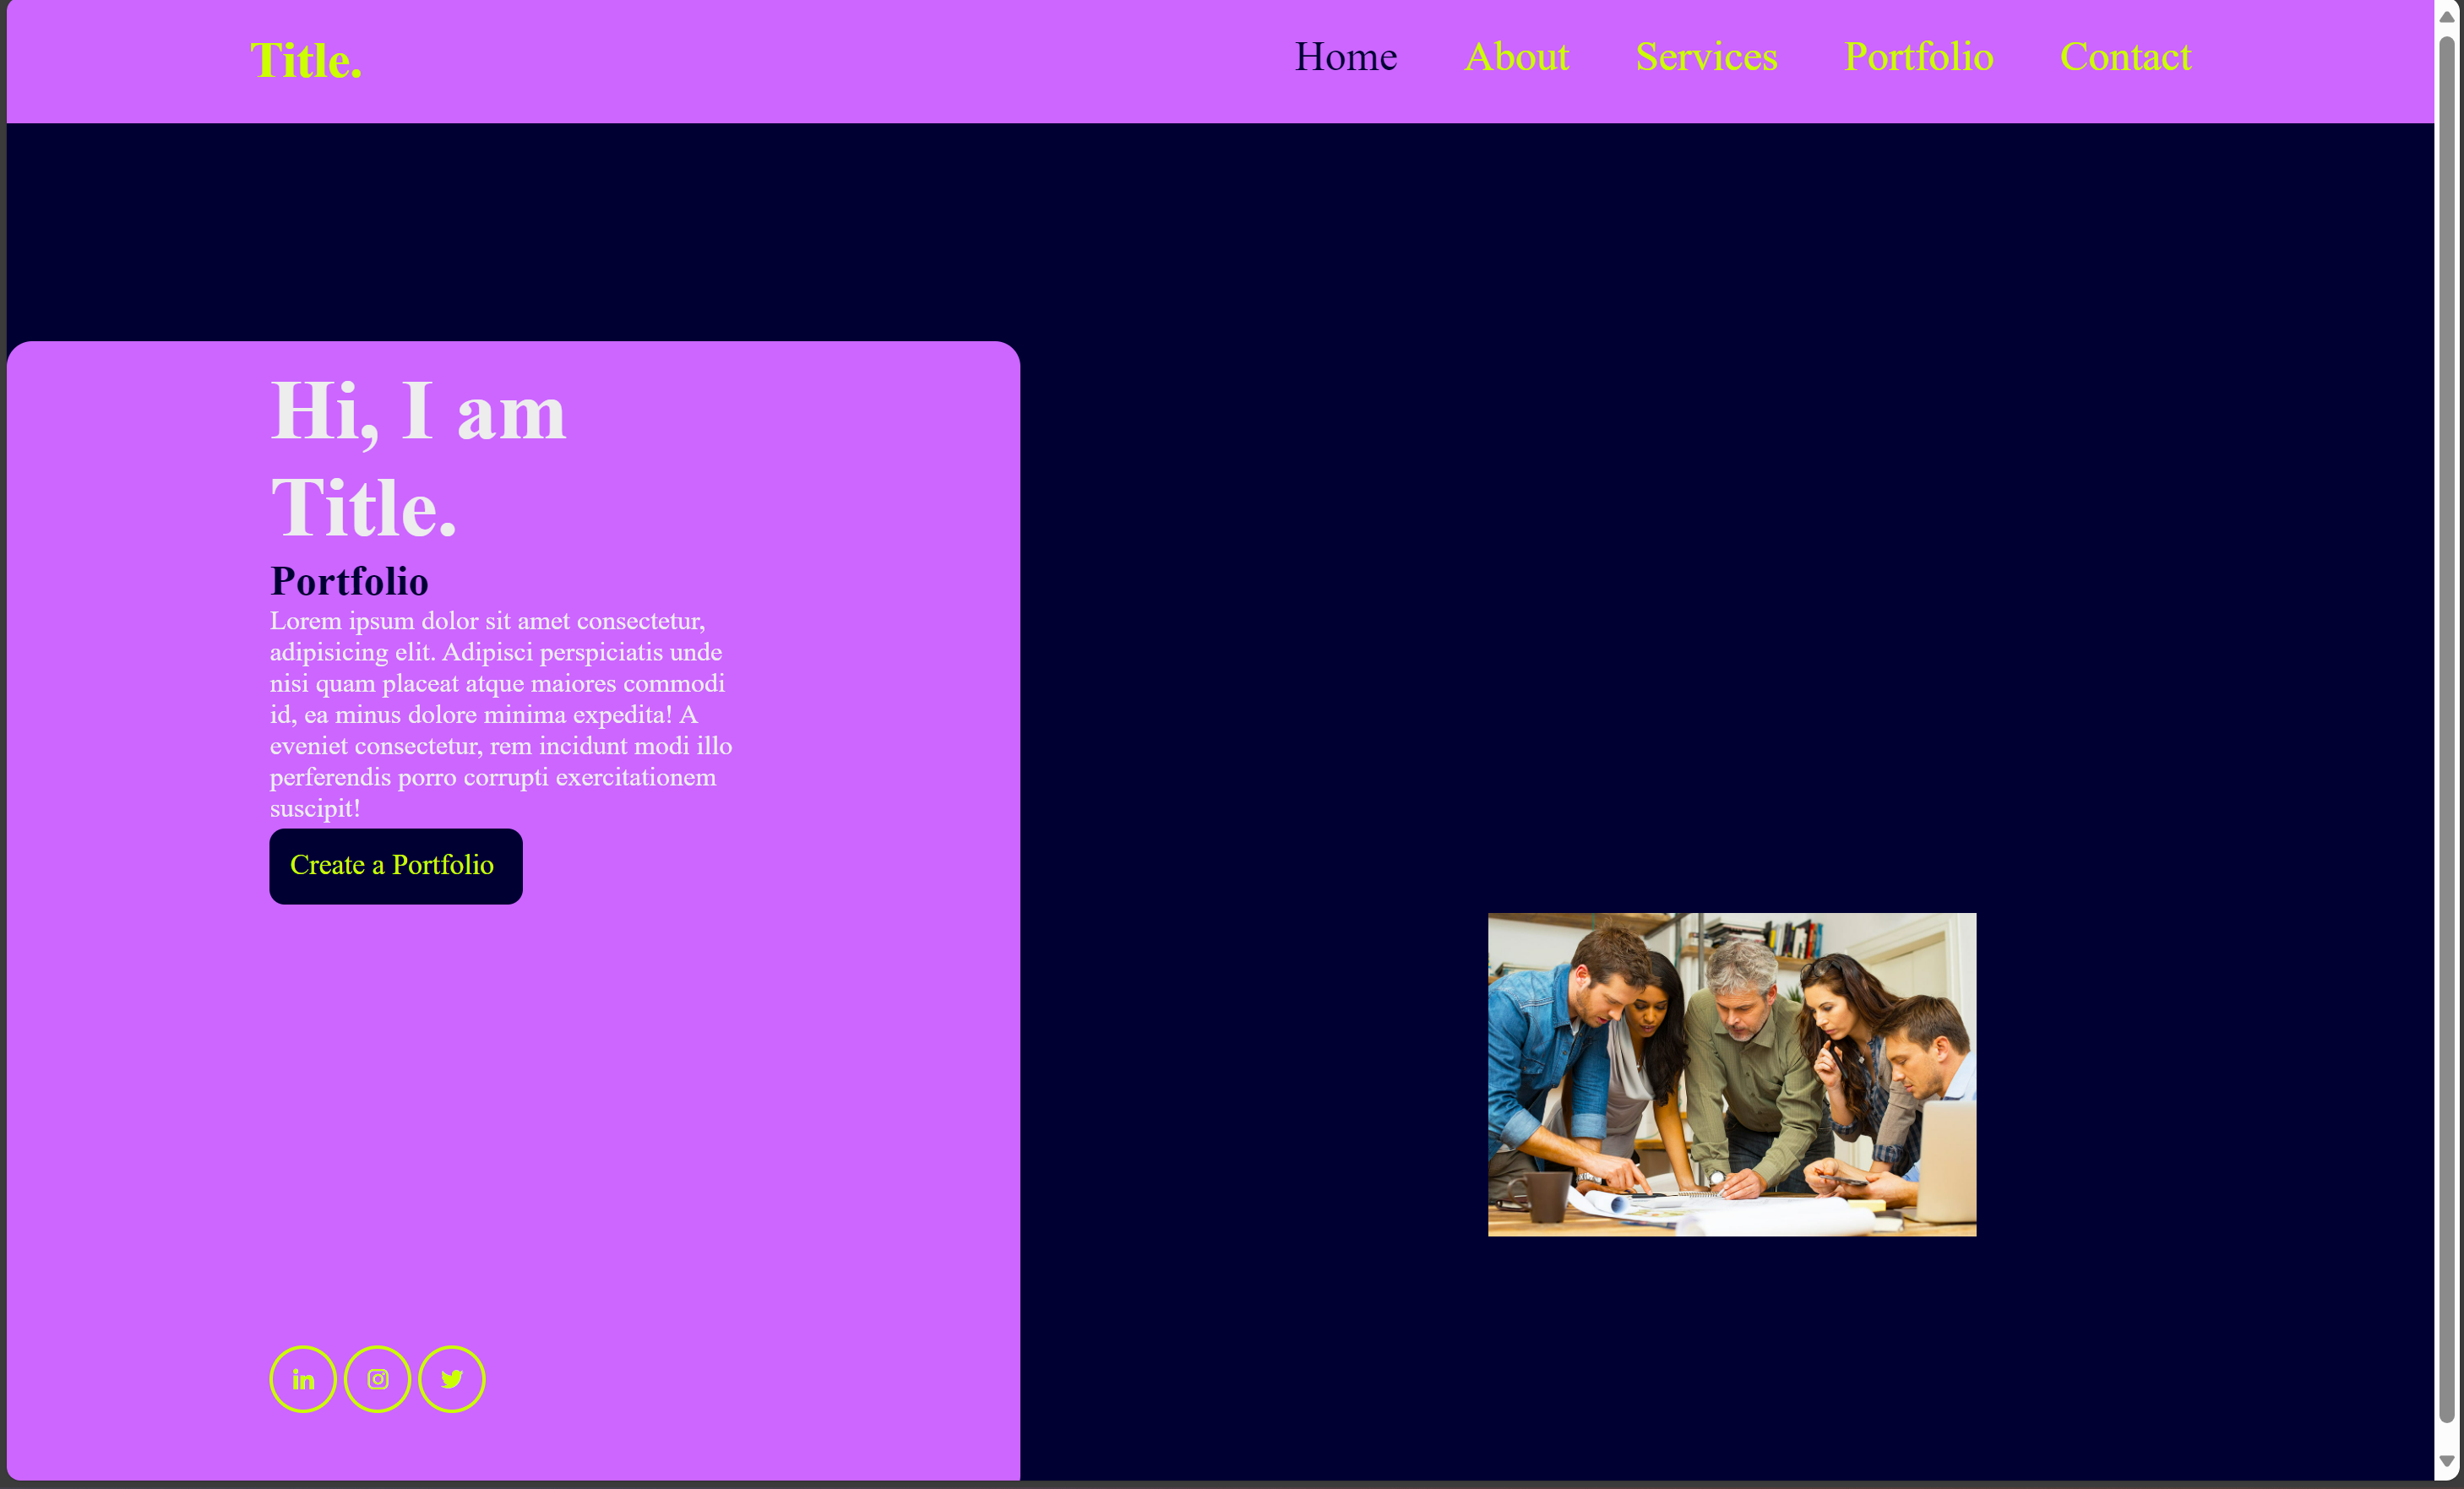 Title.
Home About Services Portfolio Contact
Hi, I am
Title.
Portfolio
Lorem ipsum dolor sit amet consectetur,
adipisicing elit. Adipisci perspiciatis unde
nisi quam placeat atque maiores commodi
id, ea minus dolore minima expedita! A
eveniet consectetur, rem incidunt modi illo
perferendis porro corrupti exercitationem
suscipit!
Create a Portfolio